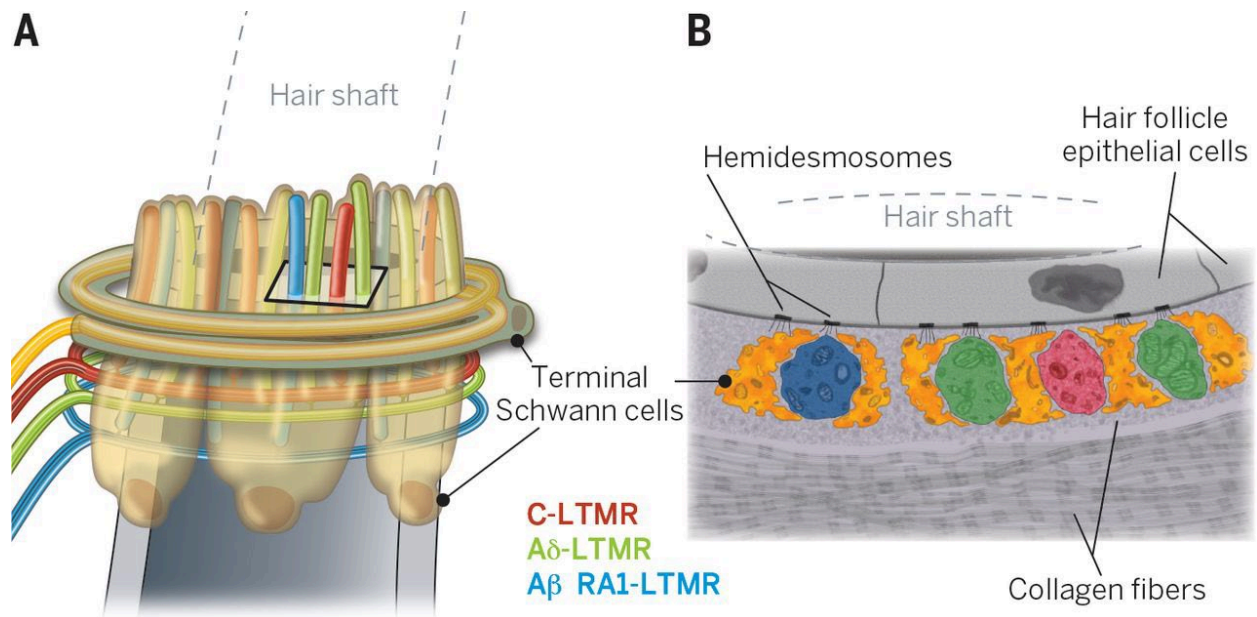 A
Hair shaft
Terminal
Schwann cells
C-LTMR
Aδ-LTMR
Aβ RA1-LTMR
B
Hemidesmosomes
Hair follicle
epithelial cells
Hair shaft
Collagen fibers